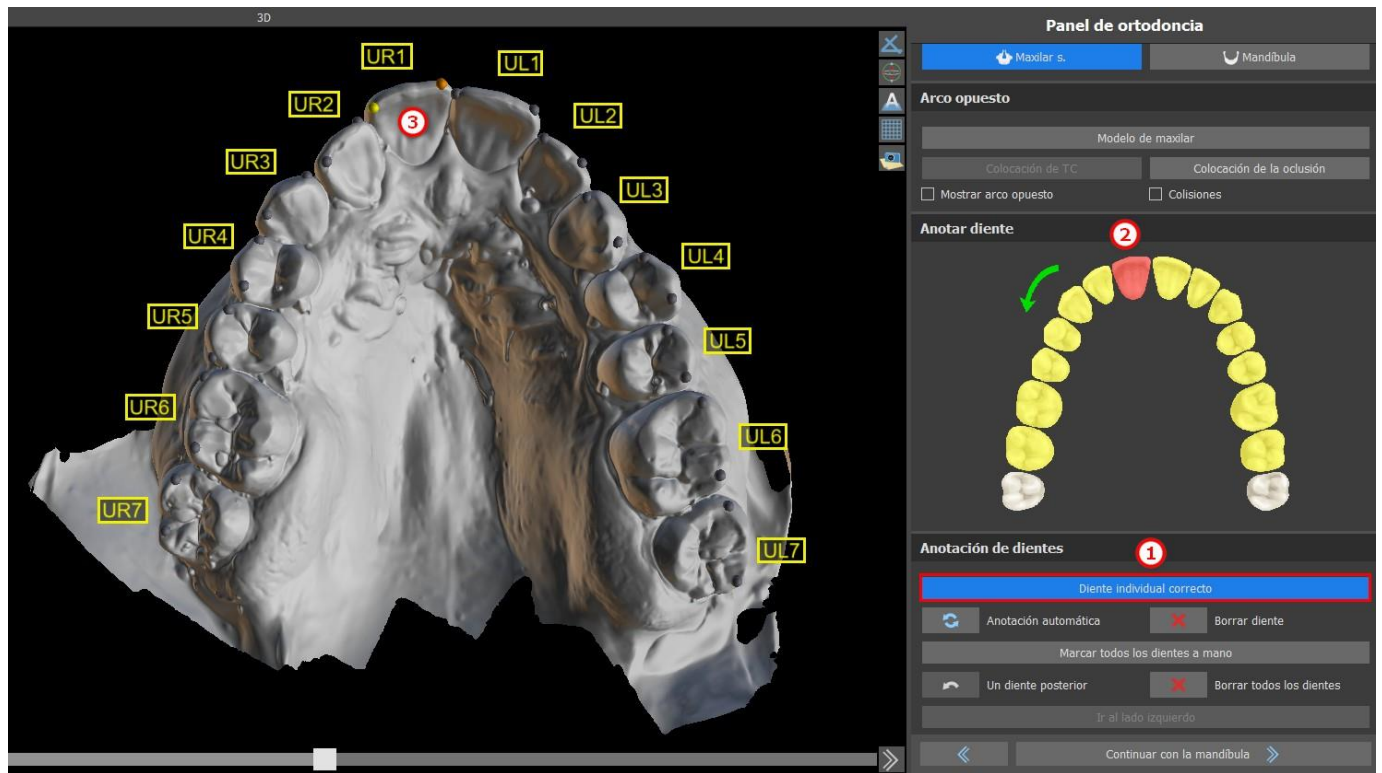 3D
UR1
UL1
UR2
UL2
3
UR3
UL3
UR4
UL4
UR5
UL5
UR6
UL6
UR7
UL7
Panel de ortodoncia
Maxilar s. Mandíbula
Arco opuesto
Modelo de maxilar
Colocación de TC Colocación de la oclusión
Mostrar arco opuesto Colisiones
Anotar diente
2
Anotación de dientes
1
Diente individual correcto
Anotación automática Borrar diente
Marcar todos los dientes a mano
Un diente posterior Borrar todos los dientes
Ir al lado izquierdo
Continuar con la mandíbula